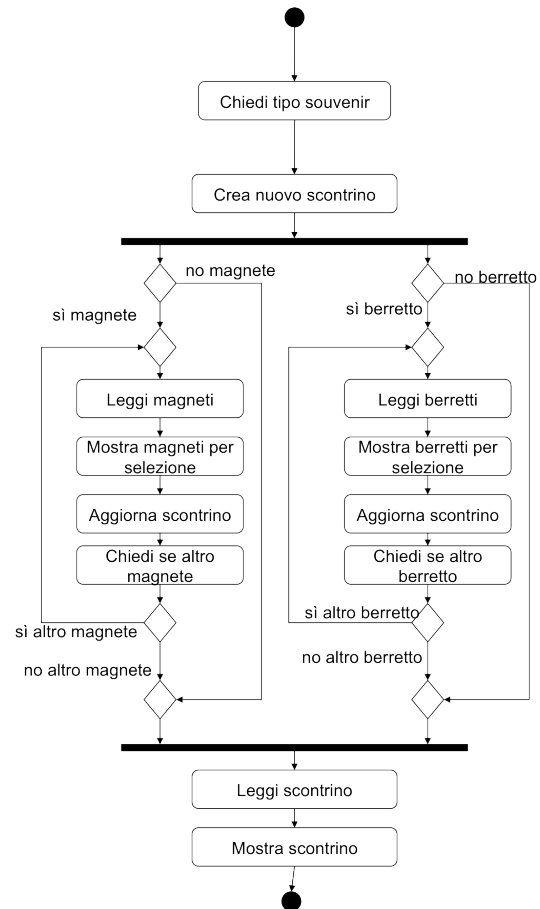 Chiedi tipo souvenir
Crea nuovo scontrino
no magnete
sì magnete
Leggi magneti
Mostra magneti per
selezione
Aggiorna scontrino
Chiedi se altro
magnete
sì altro magnete
no altro magnete
no berretto
sì berretto
Leggi berretti
Mostra berretti per
selezione
Aggiorna scontrino
Chiedi se altro
berretto
sì altro berretto
no altro berretto
Leggi scontrino
Mostra scontrino